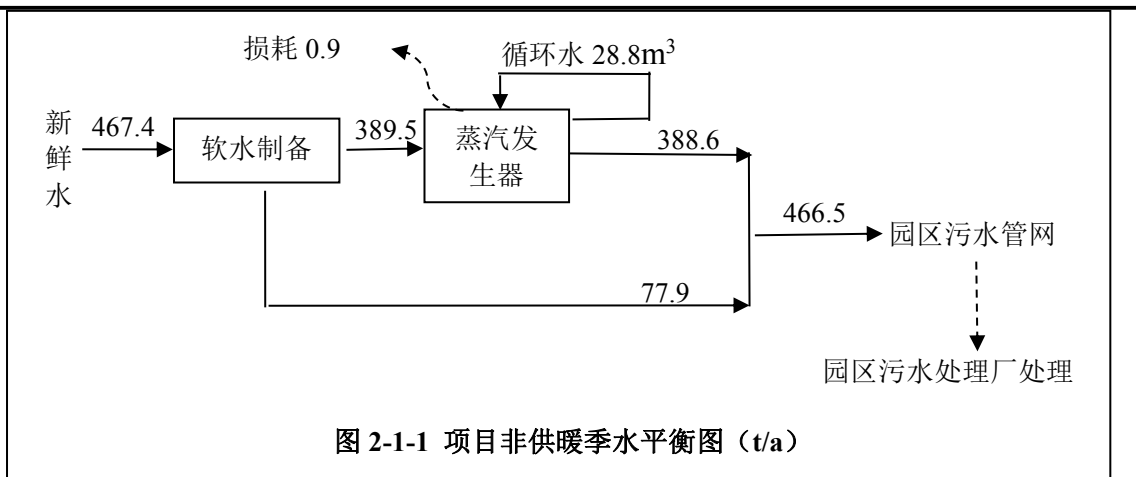 损耗 0.9
循环水 28.8m³
新鲜水
467.4
软水制备
389.5
蒸汽发
生器
388.6
466.5
园区污水管网
77.9
园区污水处理厂处理
图 2-1-1 项目非供暖季水平衡图（t/a）